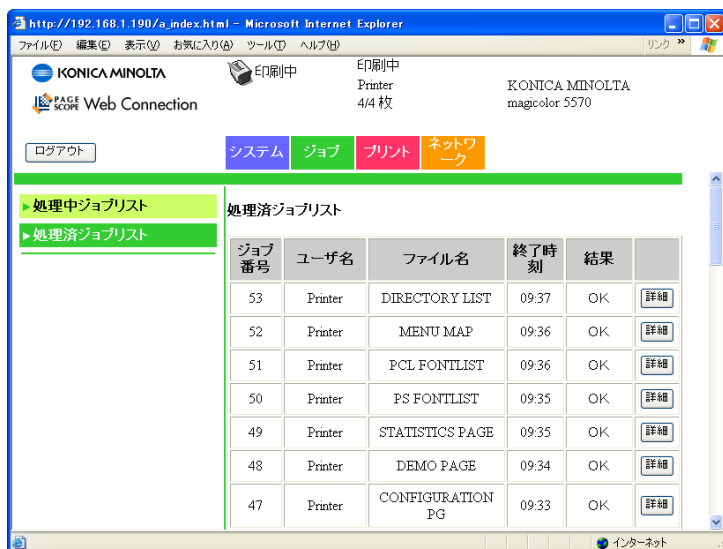 http://192.168.1.190/a_index.html - Microsoft Internet Explorer
ファイル(F) 編集(E) 表示(V) お気に入り(A) ツール(T) ヘルプ(H) リンク »
KONICA MINOLTA
PAGE SCOPE Web Connection
印刷中
印刷中
Printer
4/4 枚
KONICA MINOLTA
magicolor 5570
ログアウト
システム ジョブ プリント ネットワ
ーク
処理中ジョブリスト
処理済ジョブリスト
処理済ジョブリスト
ジョブ
番号 ユーザ名 ファイル名 終了時
刻 結果
53 Printer DIRECTORY LIST 09:37 OK 詳細
52 Printer MENU MAP 09:36 OK 詳細
51 Printer PCL FONTLIST 09:36 OK 詳細
50 Printer PS FONTLIST 09:35 OK 詳細
49 Printer STATISTICS PAGE 09:35 OK 詳細
48 Printer DEMO PAGE 09:34 OK 詳細
47 Printer CONFIGURATION
PG 09:33 OK 詳細
インターネット